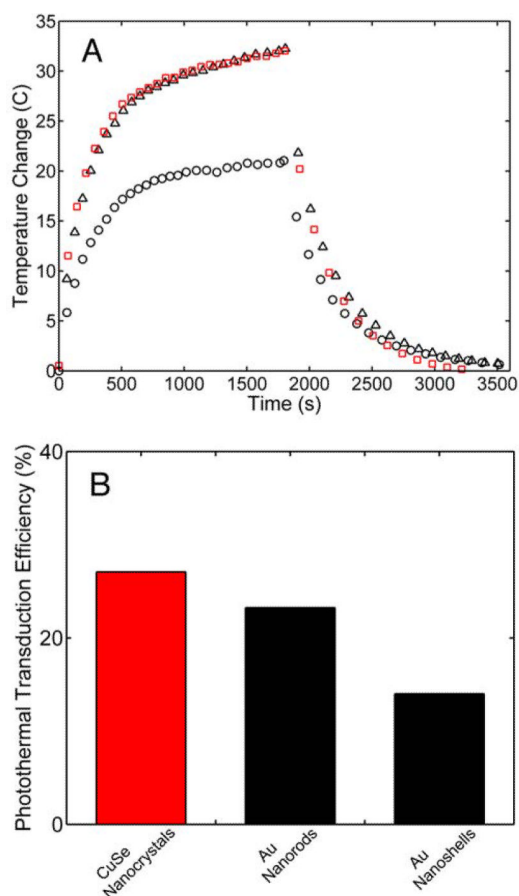 A
Temperature Change (C)
35
30
25
20
15
10
5
0
0 500 1000 1500 2000 2500 3000 3500
Time (s)
B
Photothermal Transduction Efficiency (%)
40
20
0
CuSe
Nanocrystals
Au
Nanorods
Au
Nanoshells